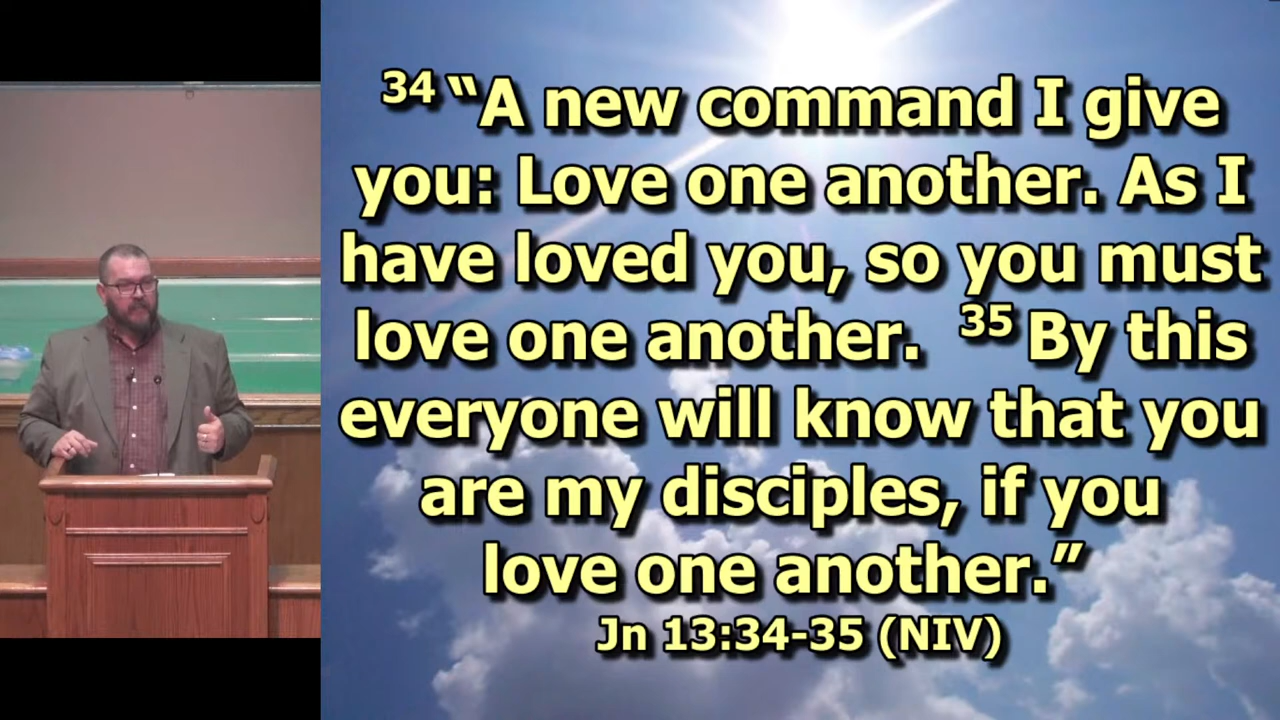 34 “A new command I give
you: Love one another. As I
have loved you, so you must
love one another. 35 By this
everyone will know that you
are my disciples, if you
love one another.”
Jn 13:34-35 (NIV)